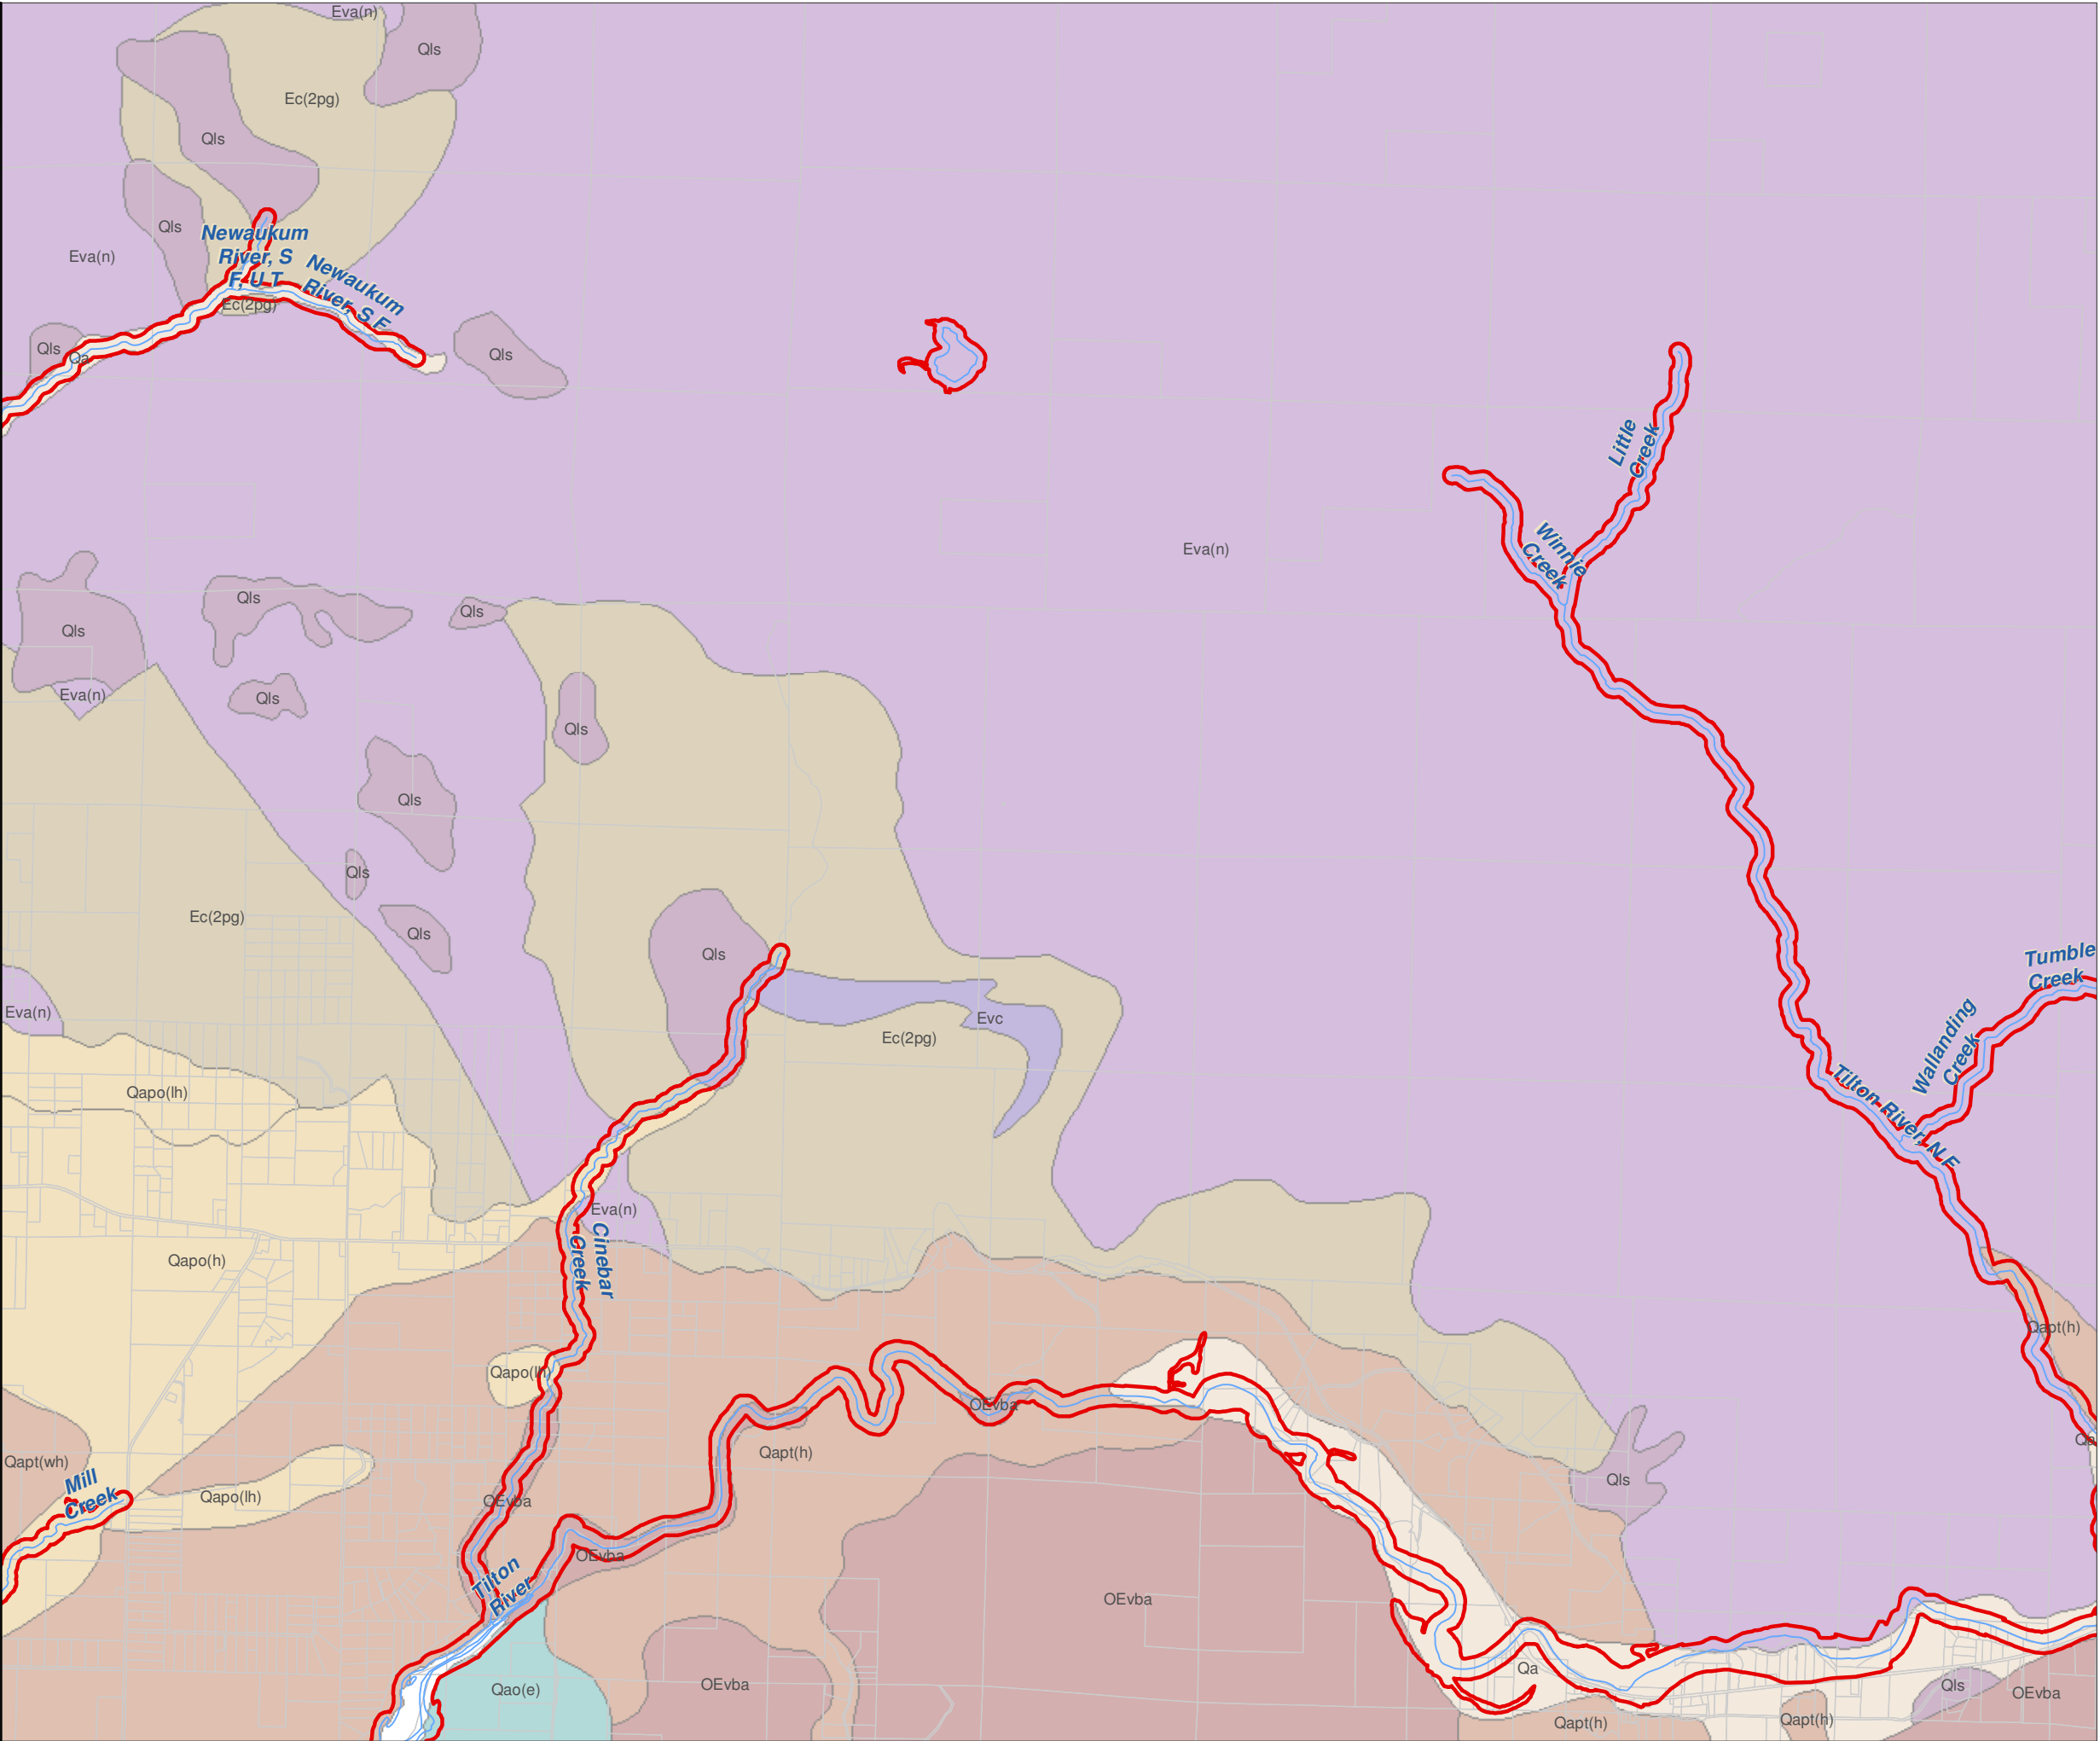 Eva(n)
Qls
Ec(2pg)
Qls
Qls
Newaukum
River, S
F, U T
Newaukum
River, S F
Eva(n)
Ec(2pg)
Qls
Qa
Qls
Little
Creek
Winnie
Creek
Eva(n)
Qls
Qls
Qls
Eva(n)
Qls
Qls
Qls
Qls
Ec(2pg)
Qls
Qls
Tumble
Creek
Eva(n)
Evc
Ec(2pg)
Wallanding
Creek
Tilton River, N F
Qapo(lh)
Eva(n)
Cinebar
Creek
Qapo(h)
Qapt(h)
Qapo(lh)
OEvba
Qapt(h)
Qa
Qapt(wh)
Mill
Creek
Qapo(lh)
OEvba
Qls
OEvba
Tilton
River
OEvba
Qa
Qao(e)
OEvba
Qls
OEvba
Qapt(h)
Qapt(h)